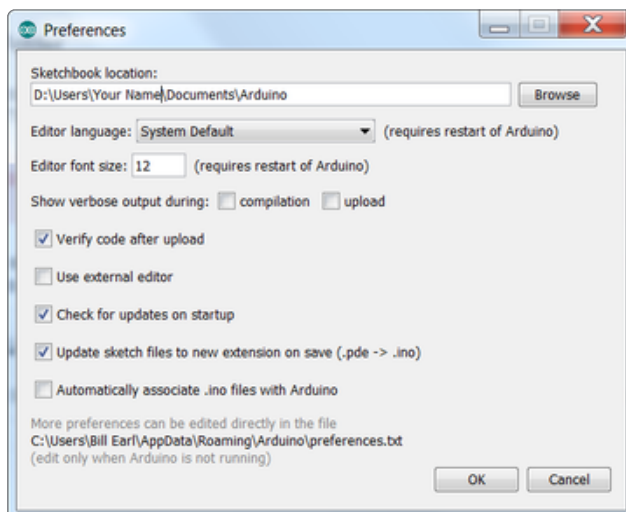 Preferences
Sketchbook location:
D:\Users\Your Name\Documents\Arduino
Browse
Editor language: System Default (requires restart of Arduino)
Editor font size: 12 (requires restart of Arduino)
Show verbose output during: compilation upload
Verify code after upload
Use external editor
Check for updates on startup
Update sketch files to new extension on save (.pde -> .ino)
Automatically associate .ino files with Arduino
More preferences can be edited directly in the file
C:\Users\Bill Earl\AppData\Roaming\Arduino\preferences.txt
(edit only when Arduino is not running)
OK Cancel